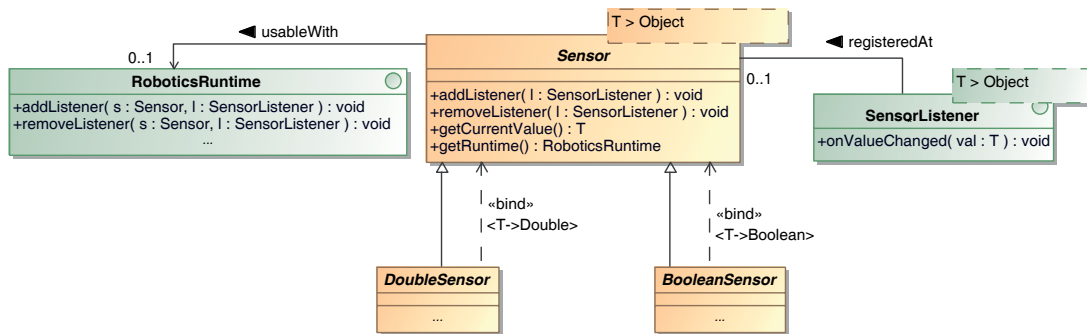 T > Object
◀ usableWith
0..1
Sensor
◀ registeredAt
0..1
RoboticsRuntime
+addListener( s : Sensor, l : SensorListener ) : void
+removeListener( s : Sensor, l : SensorListener ) : void
...
+addListener( l : SensorListener ) : void
+removeListener( l : SensorListener ) : void
+getCurrentValue() : T
+getRuntime() : RoboticsRuntime
T > Object
SensorListener
+onValueChanged( val : T ) : void
«bind»
<T->Double>
«bind»
<T->Boolean>
DoubleSensor
...
BooleanSensor
...